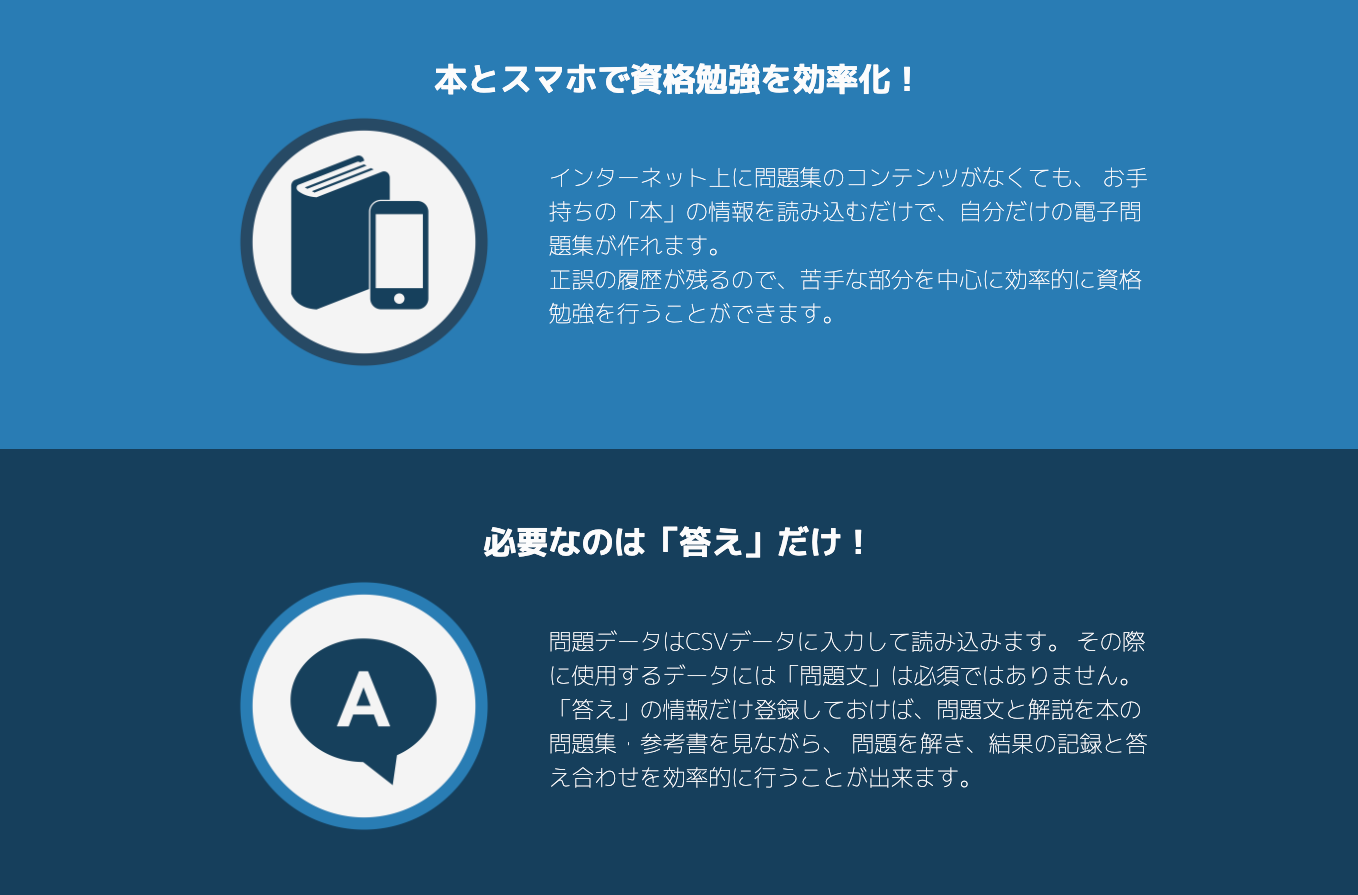 本とスマホで資格勉強を効率化！
インターネット上に問題集のコンテンツがなくても、 お手
持ちの「本」の情報を読み込むだけで、自分だけの電子問
題集が作れます。
正誤の履歴が残るので、苦手な部分を中心に効率的に資格
勉強を行うことができます。
必要なのは「答え」だけ！
A
問題データはCSVデータに入力して読み込みます。 その際
に使用するデータには「問題文」は必須ではありません。
「答え」の情報だけ登録しておけば、問題文と解説を本の
問題集・参考書を見ながら、 問題を解き、結果の記録と答
え合わせを効率的に行うことが出来ます。